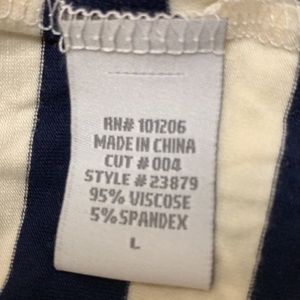 RN# 101206
MADE IN CHINA
CUT # 004
STYLE # 23879
95% VISCOSE
5% SPANDEX
L